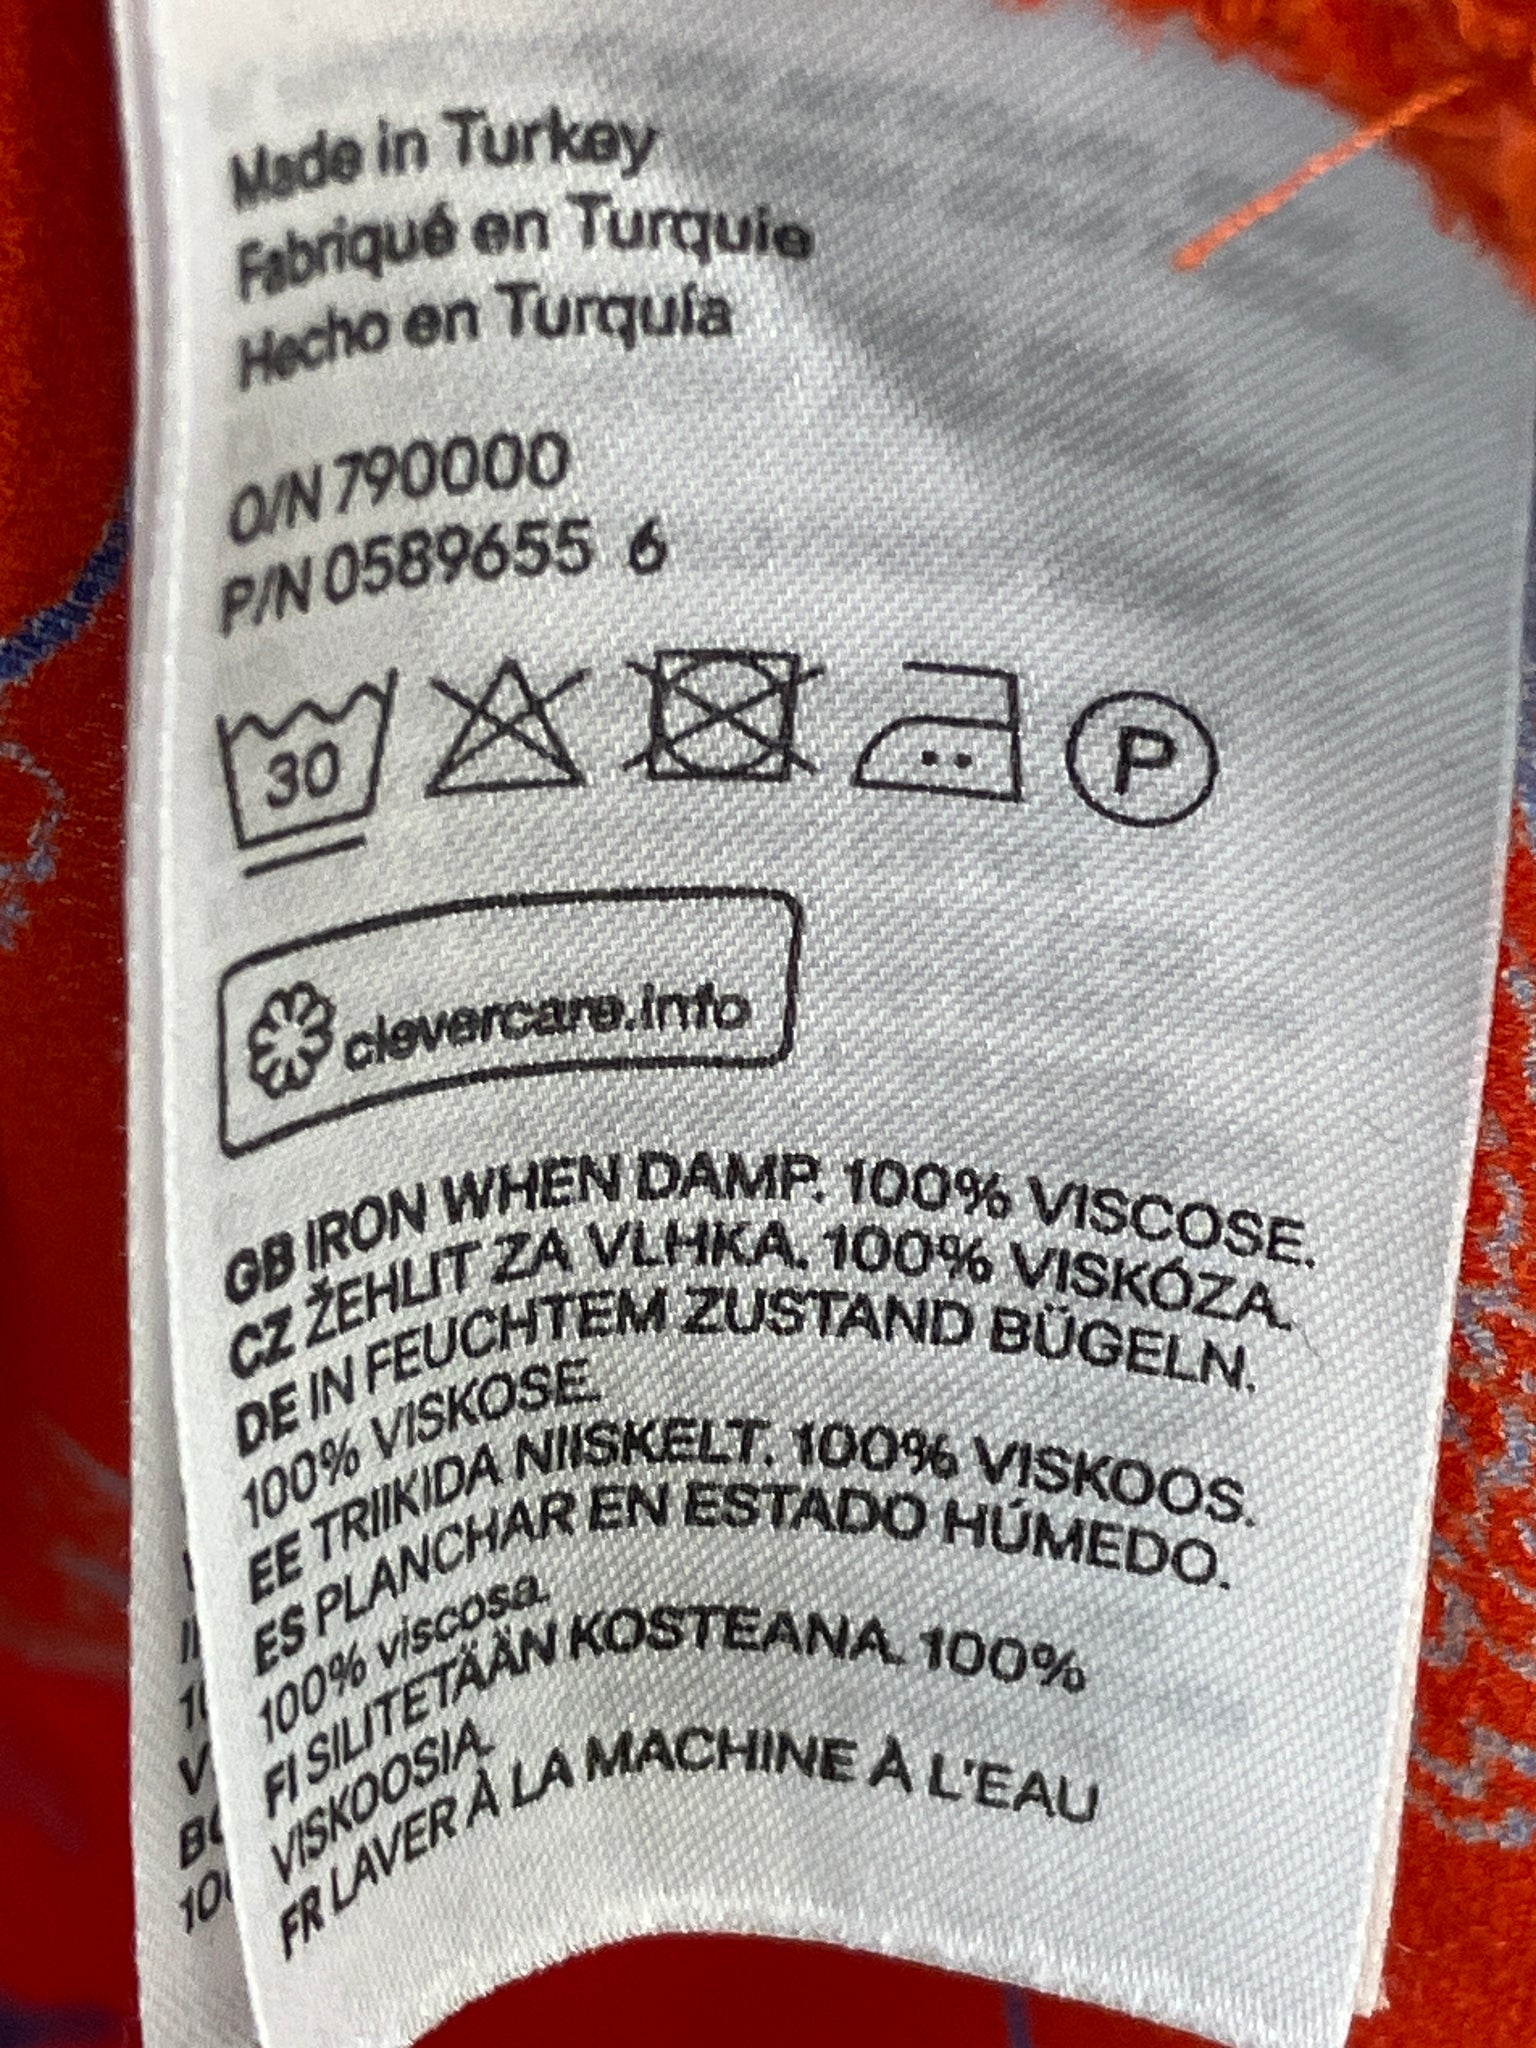 Made in Turkey
Fabriqué en Turquie
Hecho en Turquía
O/N 790000
P/N 0589655 6
30
P
clevercare.info
GB IRON WHEN DAMP. 100% VISCOSE.
CZ ŽEHLIT ZA VLHKA. 100% VISKÓZA.
DE IN FEUCHTEM ZUSTAND BÜGELN.
100% VISKOSE.
EE TRIIKIDA NIISKELT. 100% VISKOOS.
ES PLANCHAR EN ESTADO HÚMEDO.
100% viscosa.
FI SILITETÄÄN KOSTEANA. 100%
VISKOOSIA.
FR LAVER À LA MACHINE À L'EAU